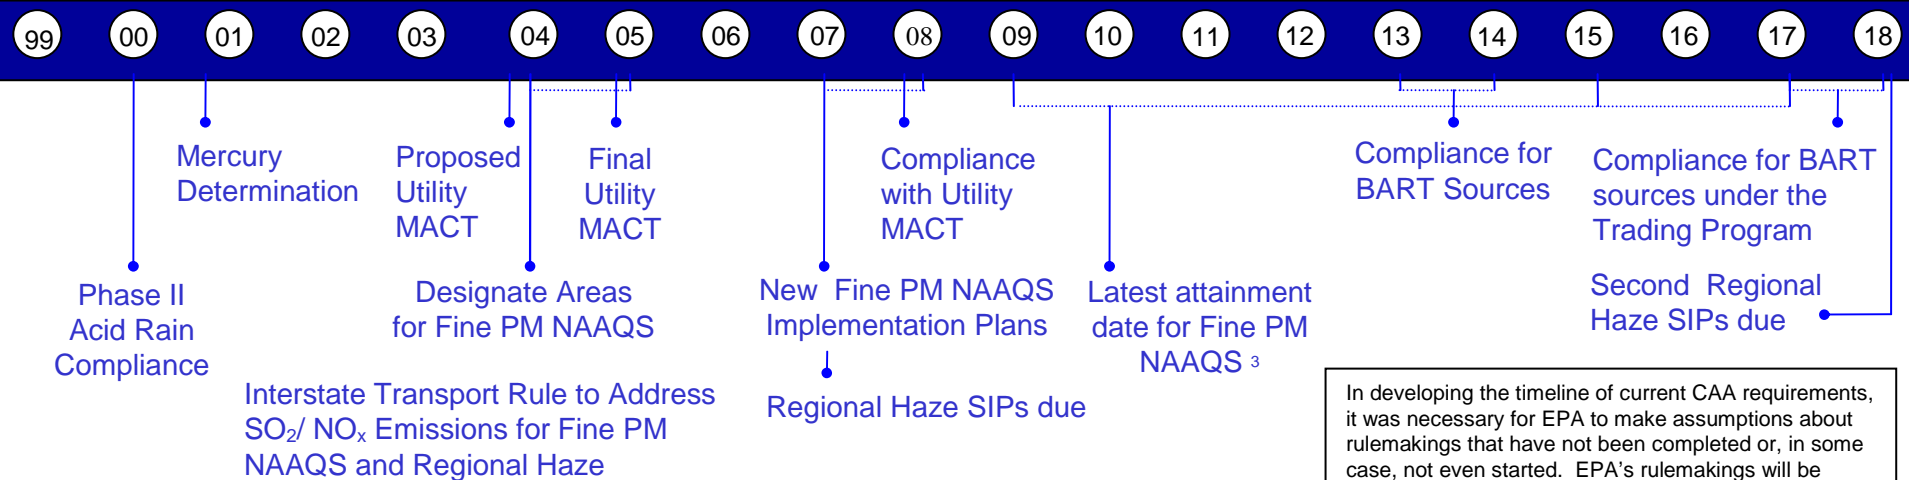 99 00 01 02 03 04 05 06 07 08 09 10 11 12 13 14 15 16 17 18
Mercury
Determination
Proposed
Utility
MACT
Final
Utility
MACT
Compliance
with Utility
MACT
Compliance for
BART Sources
Compliance for BART
sources under the
Trading Program
Phase II
Acid Rain
Compliance
Designate Areas
for Fine PM NAAQS
New Fine PM NAAQS
Implementation Plans
Latest attainment
date for Fine PM
NAAQS 3
Second Regional
Haze SIPs due
Interstate Transport Rule to Address
SO2/ NOx Emissions for Fine PM
NAAQS and Regional Haze
Regional Haze SIPs due
In developing the timeline of current CAA requirements,
it was necessary for EPA to make assumptions about
rulemakings that have not been completed or, in some
case, not even started. EPA's rulemakings will be